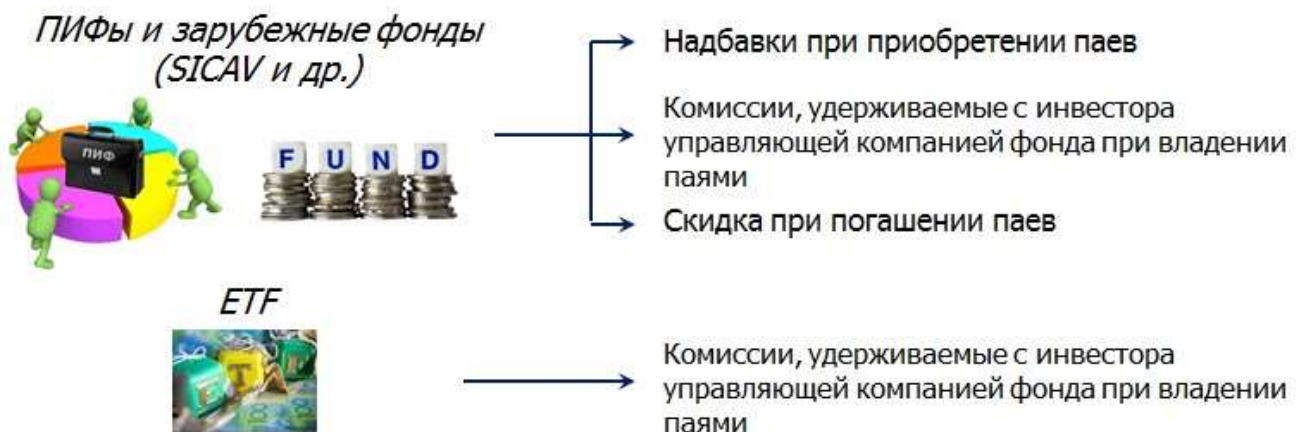 ПИФы и зарубежные фонды
(SICAV и др.)
Надбавки при приобретении паев
Комиссии, удерживаемые с инвестора
управляющей компанией фонда при владении
паями
Скидка при погашении паев
ПИФ
F U N D
ETF
T
Комиссии, удерживаемые с инвестора
управляющей компанией фонда при владении
паями